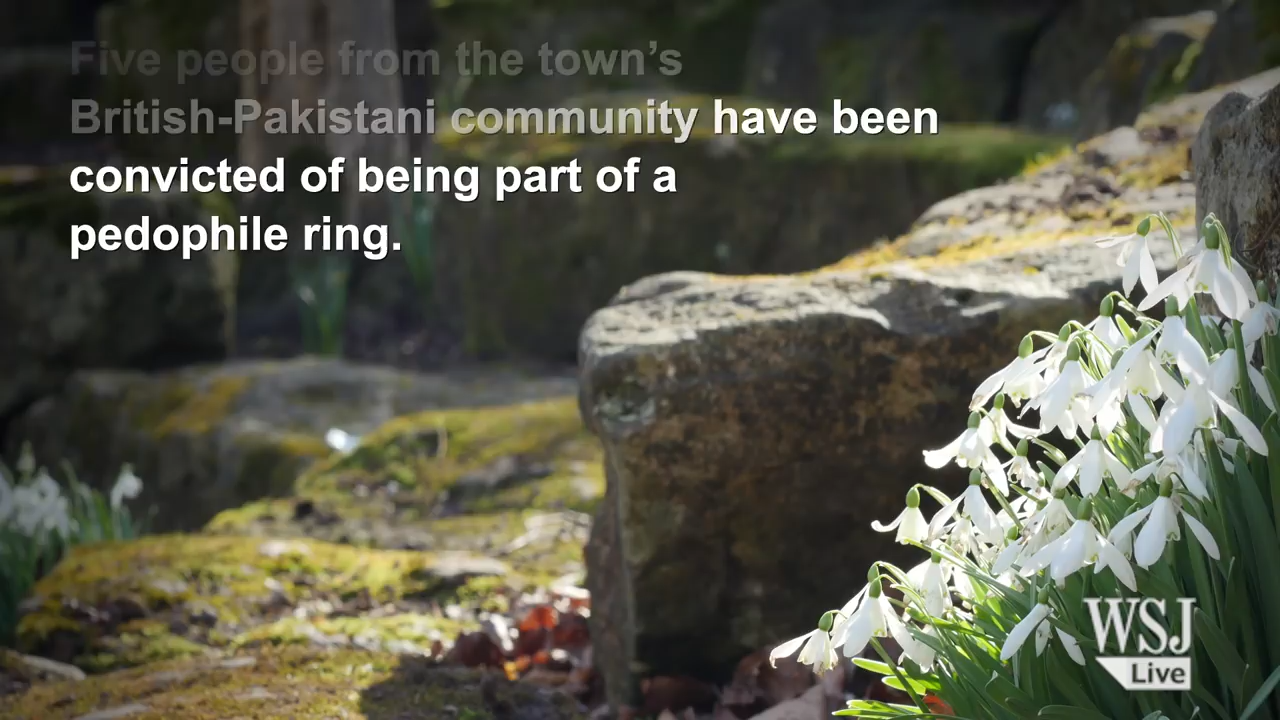 Five people from the town’s
British-Pakistani community have been
convicted of being part of a
pedophile ring.
WSJ
Live